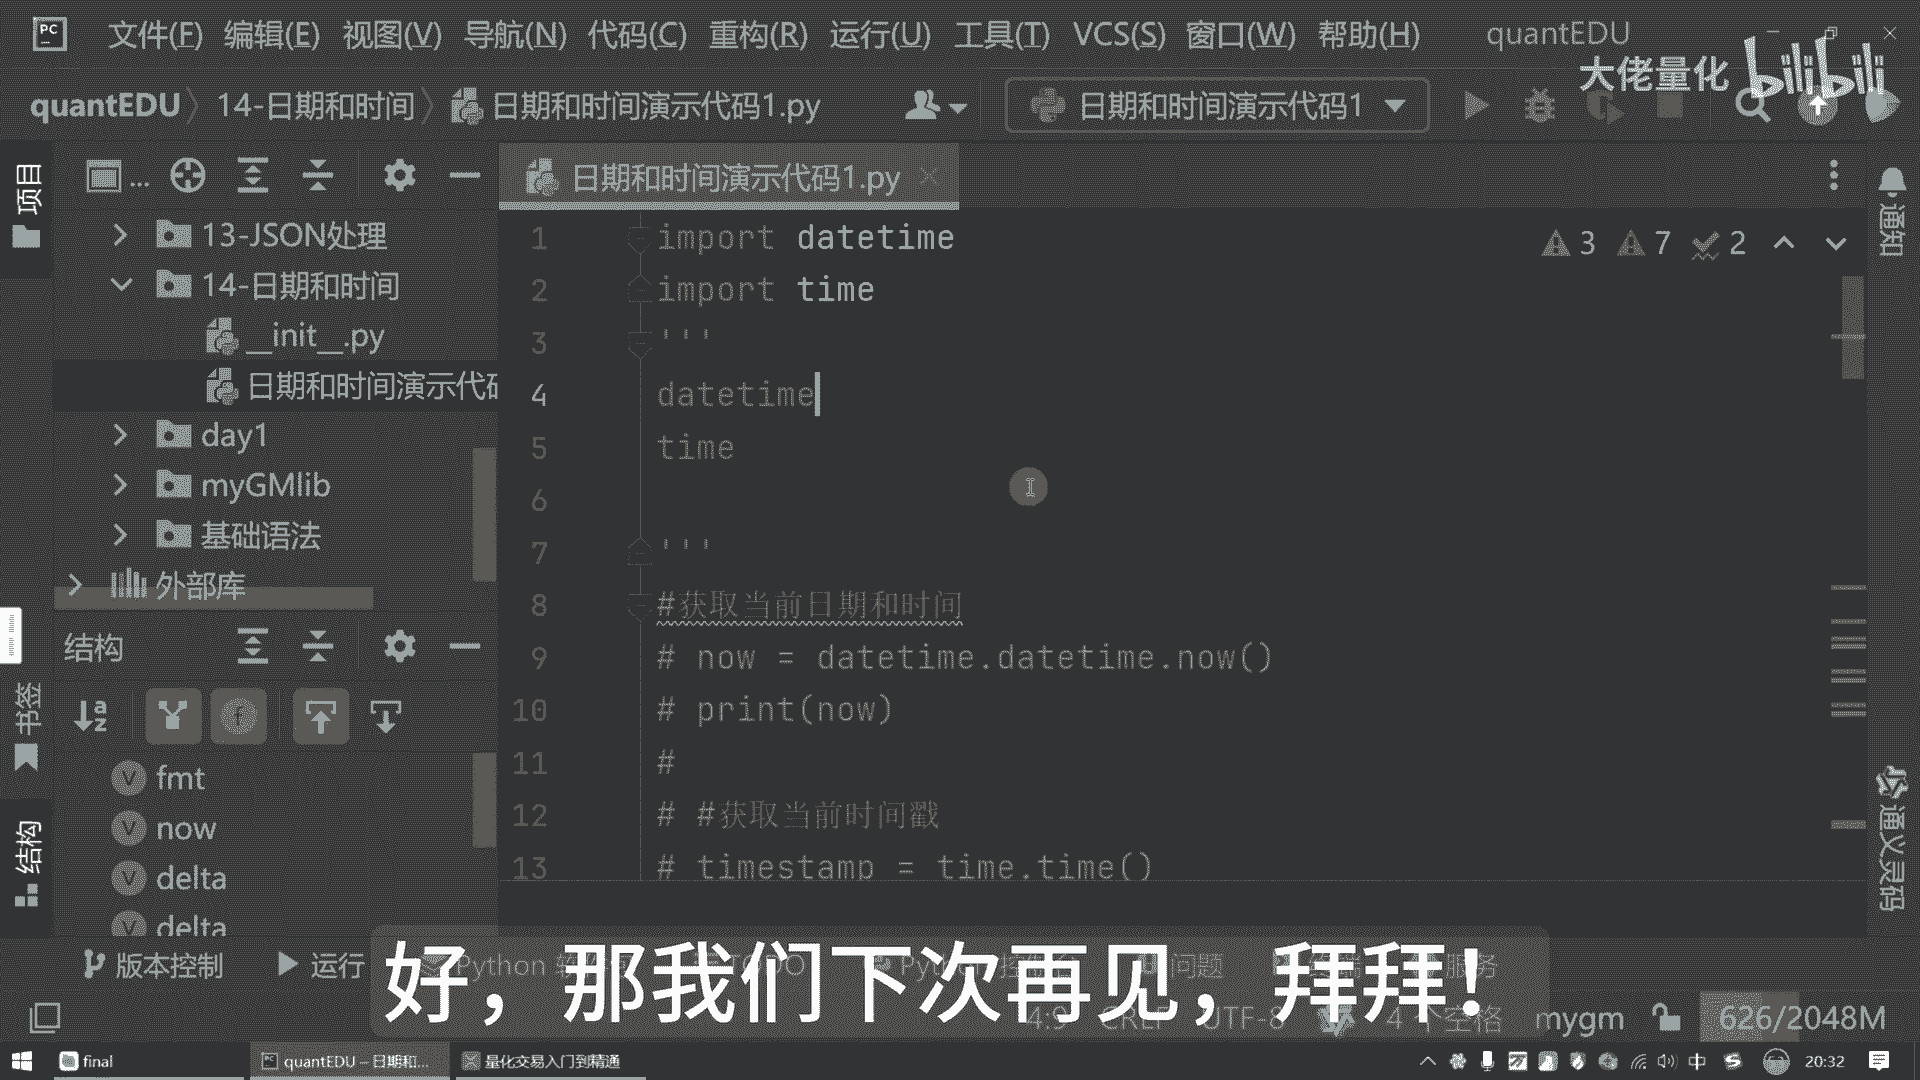 PC 文件(F) 编辑(E) 视图(V) 导航(N) 代码(C) 重构(R) 运行(U) 工具(T) VCS(S) 窗口(W) 帮助(H) quantEDU
大佬量化 bilibili
quantEDU 14-日期和时间 日期和时间演示代码1.py 日期和时间演示代码1
项目
日期和时间演示代码1.py
通知
13-JSON处理
14-日期和时间
__init__.py
日期和时间演示代码
day1
myGMlib
基础语法
外部库
1 import datetime
3 7 2
2 import time
3 '''
4 datetime
5 time
6
7 '''
8 #获取当前日期和时间
9 # now = datetime.datetime.now()
10 # print(now)
11 #
12 # #获取当前时间戳
13 # timestamp = time.time()
结构
书签
结构
fmt
now
delta
delta
通义灵码
版本控制 运行 Python TODO Python 问题 服务
好，那我们下次再见，拜拜！
4:9 CRLF UTF-8 4 个空格 mygm 626/2048M
final
quantEDU – 日期和...
量化交易入门到精通
中
20:32